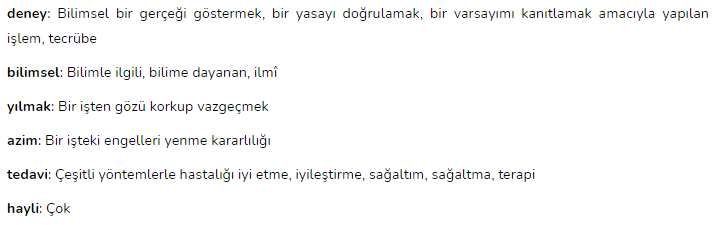 deney: Bilimsel bir gerçeği göstermek, bir yasayı doğrulamak, bir varsayımı kanıtlamak amacıyla yapılan
işlem, tecrübe
bilimsel: Bilimle ilgili, bilime dayanan, ilmî
yılmak: Bir işten gözü korkup vazgeçmek
azim: Bir işteki engelleri yenme kararlılığı
tedavi: Çeşitli yöntemlerle hastalığı iyi etme, iyileştirme, sağaltım, sağaltma, terapi
hayli: Çok